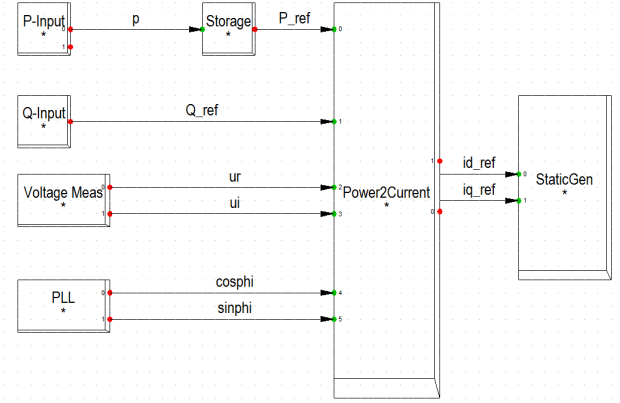 P-Input
*
0
1
p
Storage
*
P_ref
0
Q-Input
*
Q_ref
1
Voltage Meas
*
0
1
ur
ui
2
3
Power2Current
*
1
0
id_ref
iq_ref
0
1
StaticGen
*
PLL
*
0
1
cosphi
sinphi
4
5